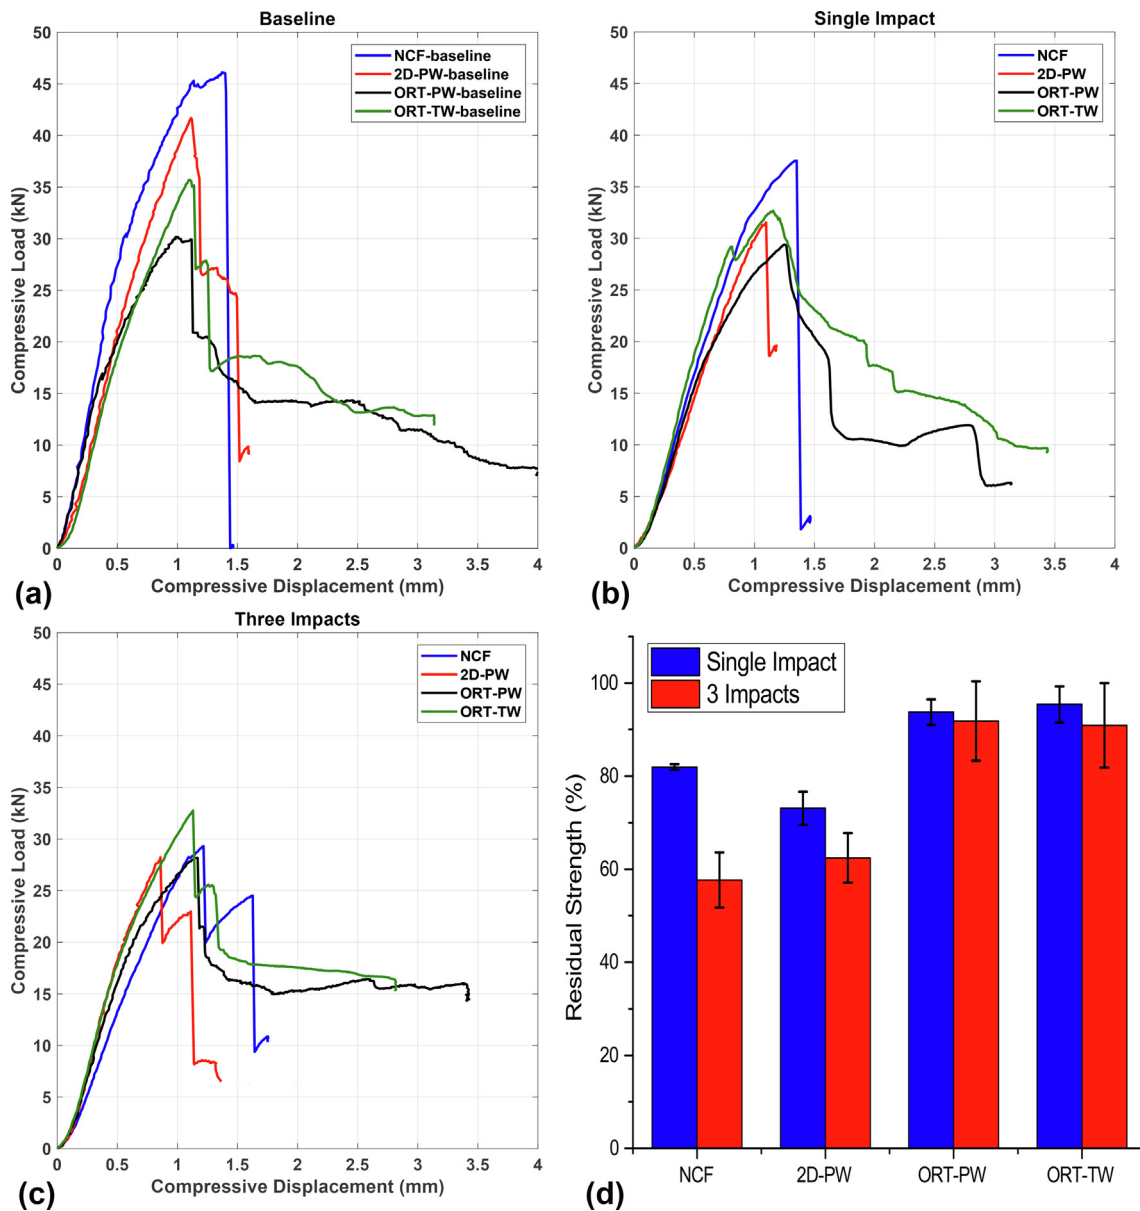 Baseline
50
45
40
35
30
25
20
15
10
5
0
Compressive Load (kN)
NCF-baseline
2D-PW-baseline
ORT-PW-baseline
ORT-TW-baseline
0 0.5 1 1.5 2 2.5 3 3.5 4
Compressive Displacement (mm)
(a)
Single Impact
50
45
40
35
30
25
20
15
10
5
0
Compressive Load (kN)
NCF
2D-PW
ORT-PW
ORT-TW
0 0.5 1 1.5 2 2.5 3 3.5 4
Compressive Displacement (mm)
(b)
Three Impacts
50
45
40
35
30
25
20
15
10
5
0
Compressive Load (kN)
NCF
2D-PW
ORT-PW
ORT-TW
0 0.5 1 1.5 2 2.5 3 3.5 4
Compressive Displacement (mm)
(c)
Single Impact
3 Impacts
100
80
60
40
20
0
Residual Strength (%)
NCF 2D-PW ORT-PW ORT-TW
(d)